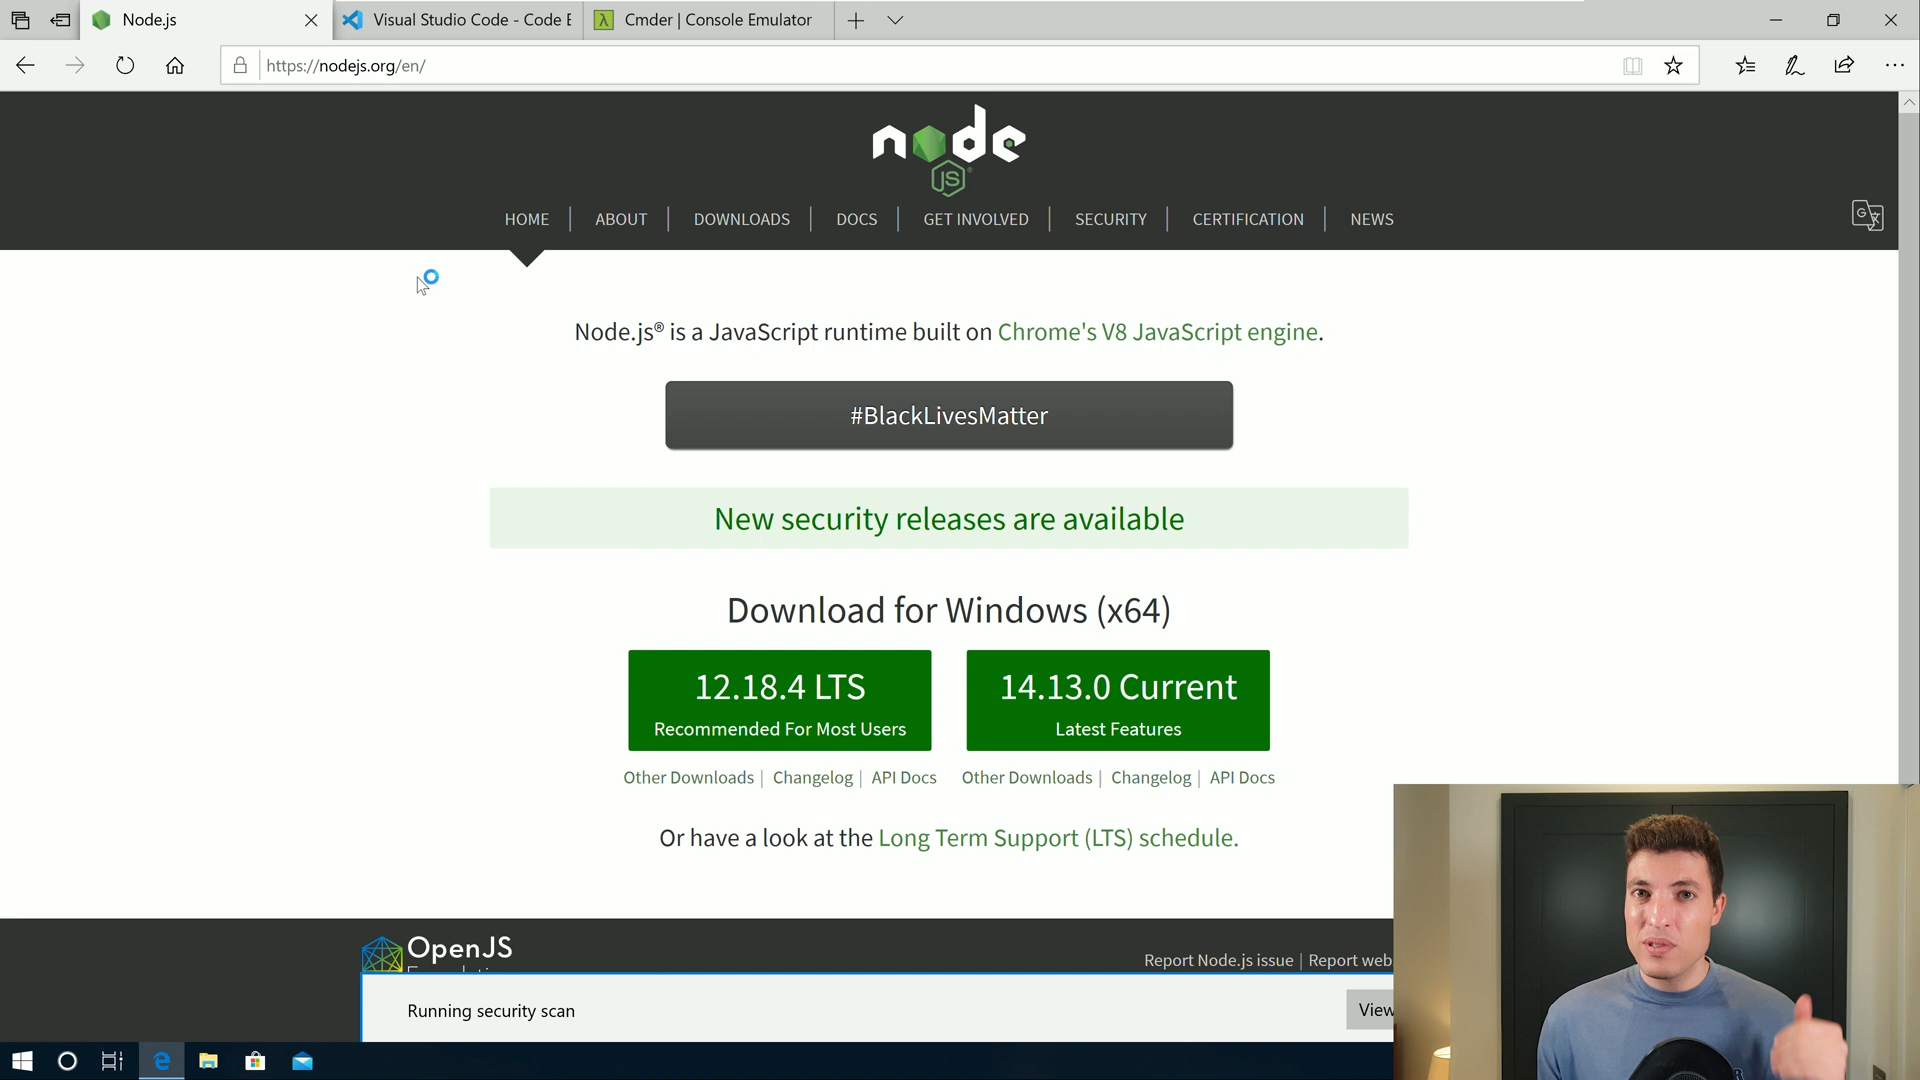 Node.js
Visual Studio Code - Code E
Cmder | Console Emulator
https://nodejs.org/en/
node
JS
HOME
ABOUT
DOWNLOADS
DOCS
GET INVOLVED
SECURITY
CERTIFICATION
NEWS
Node.js® is a JavaScript runtime built on Chrome's V8 JavaScript engine.
#BlackLivesMatter
New security releases are available
Download for Windows (x64)
12.18.4 LTS
Recommended For Most Users
14.13.0 Current
Latest Features
Other Downloads | Changelog | API Docs
Other Downloads | Changelog | API Docs
Or have a look at the Long Term Support (LTS) schedule.
OpenJS
Report Node.js issue | Report web
Running security scan
View